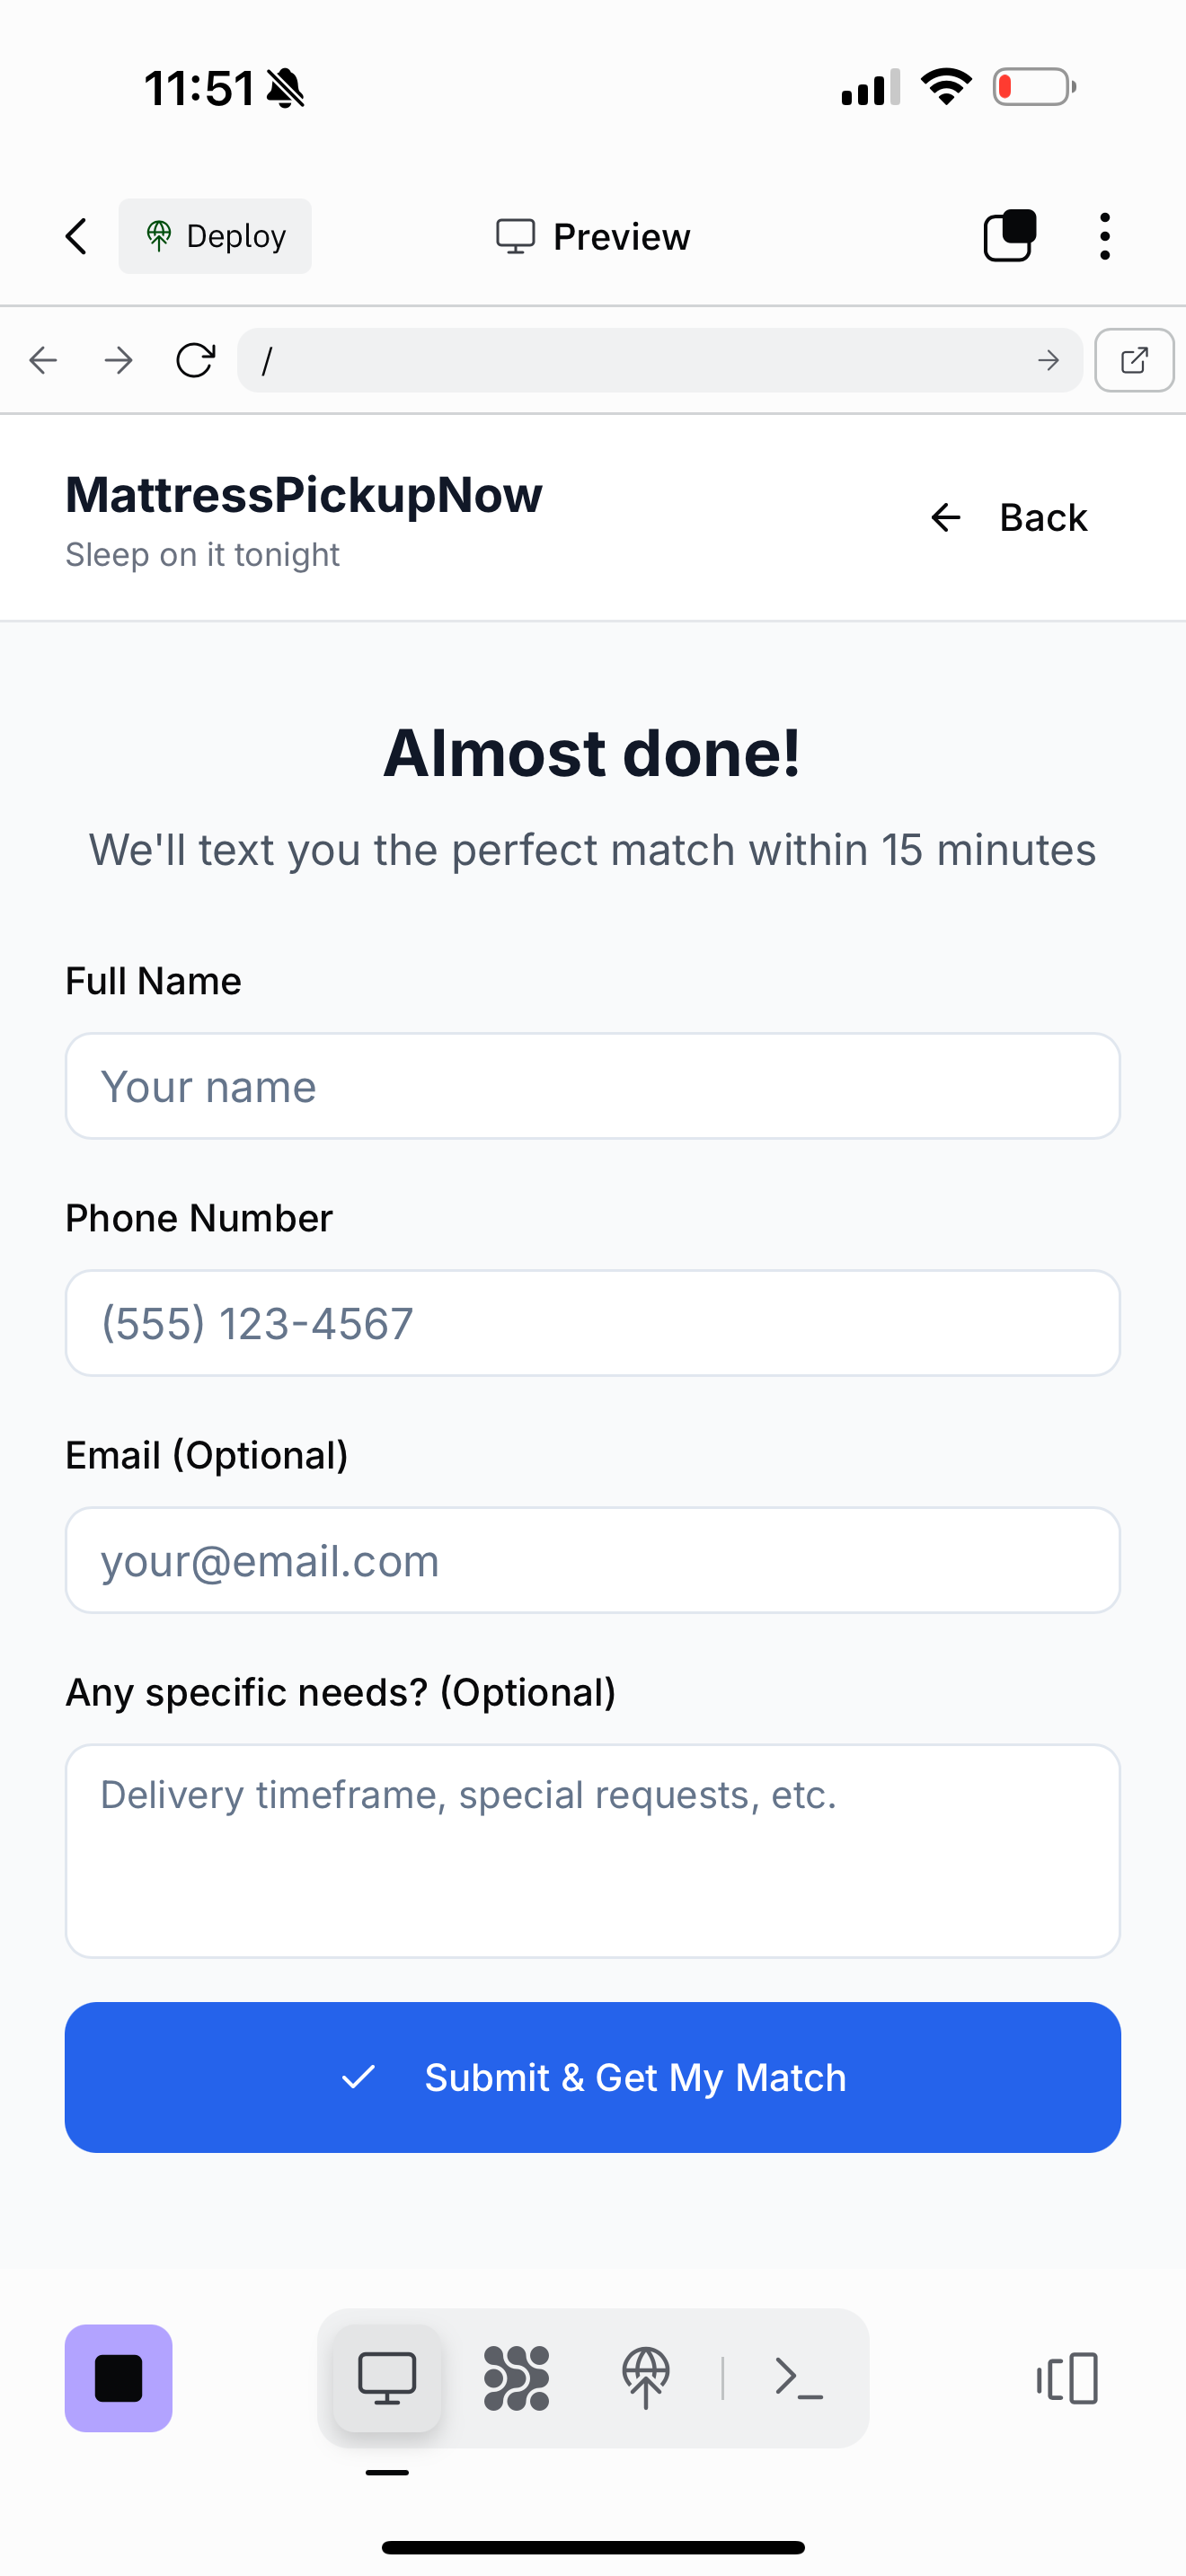 11:51
Deploy
Preview
/
MattressPickupNow
Sleep on it tonight
Back
Almost done!
We'll text you the perfect match within 15 minutes
Full Name
Your name
Phone Number
(555) 123-4567
Email (Optional)
your@email.com
Any specific needs? (Optional)
Delivery timeframe, special requests, etc.
Submit & Get My Match